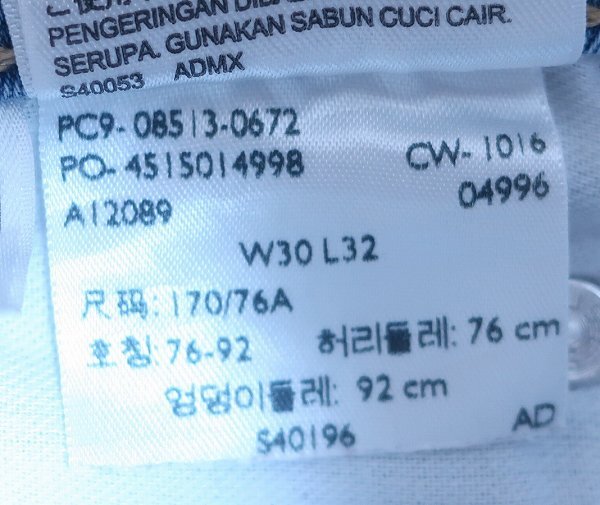 PENGERINGAN
SERUPA. GUNAKAN SABUN CUCI CAIR.
S40053 ADMX
PC9-08513-0672
PO-4515014998 CW-1016
04996
A12089
W30 L32
尺码: 170/76A
호칭: 76-92 허리둘레: 76 cm
엉덩이둘레: 92 cm
S40196 AD